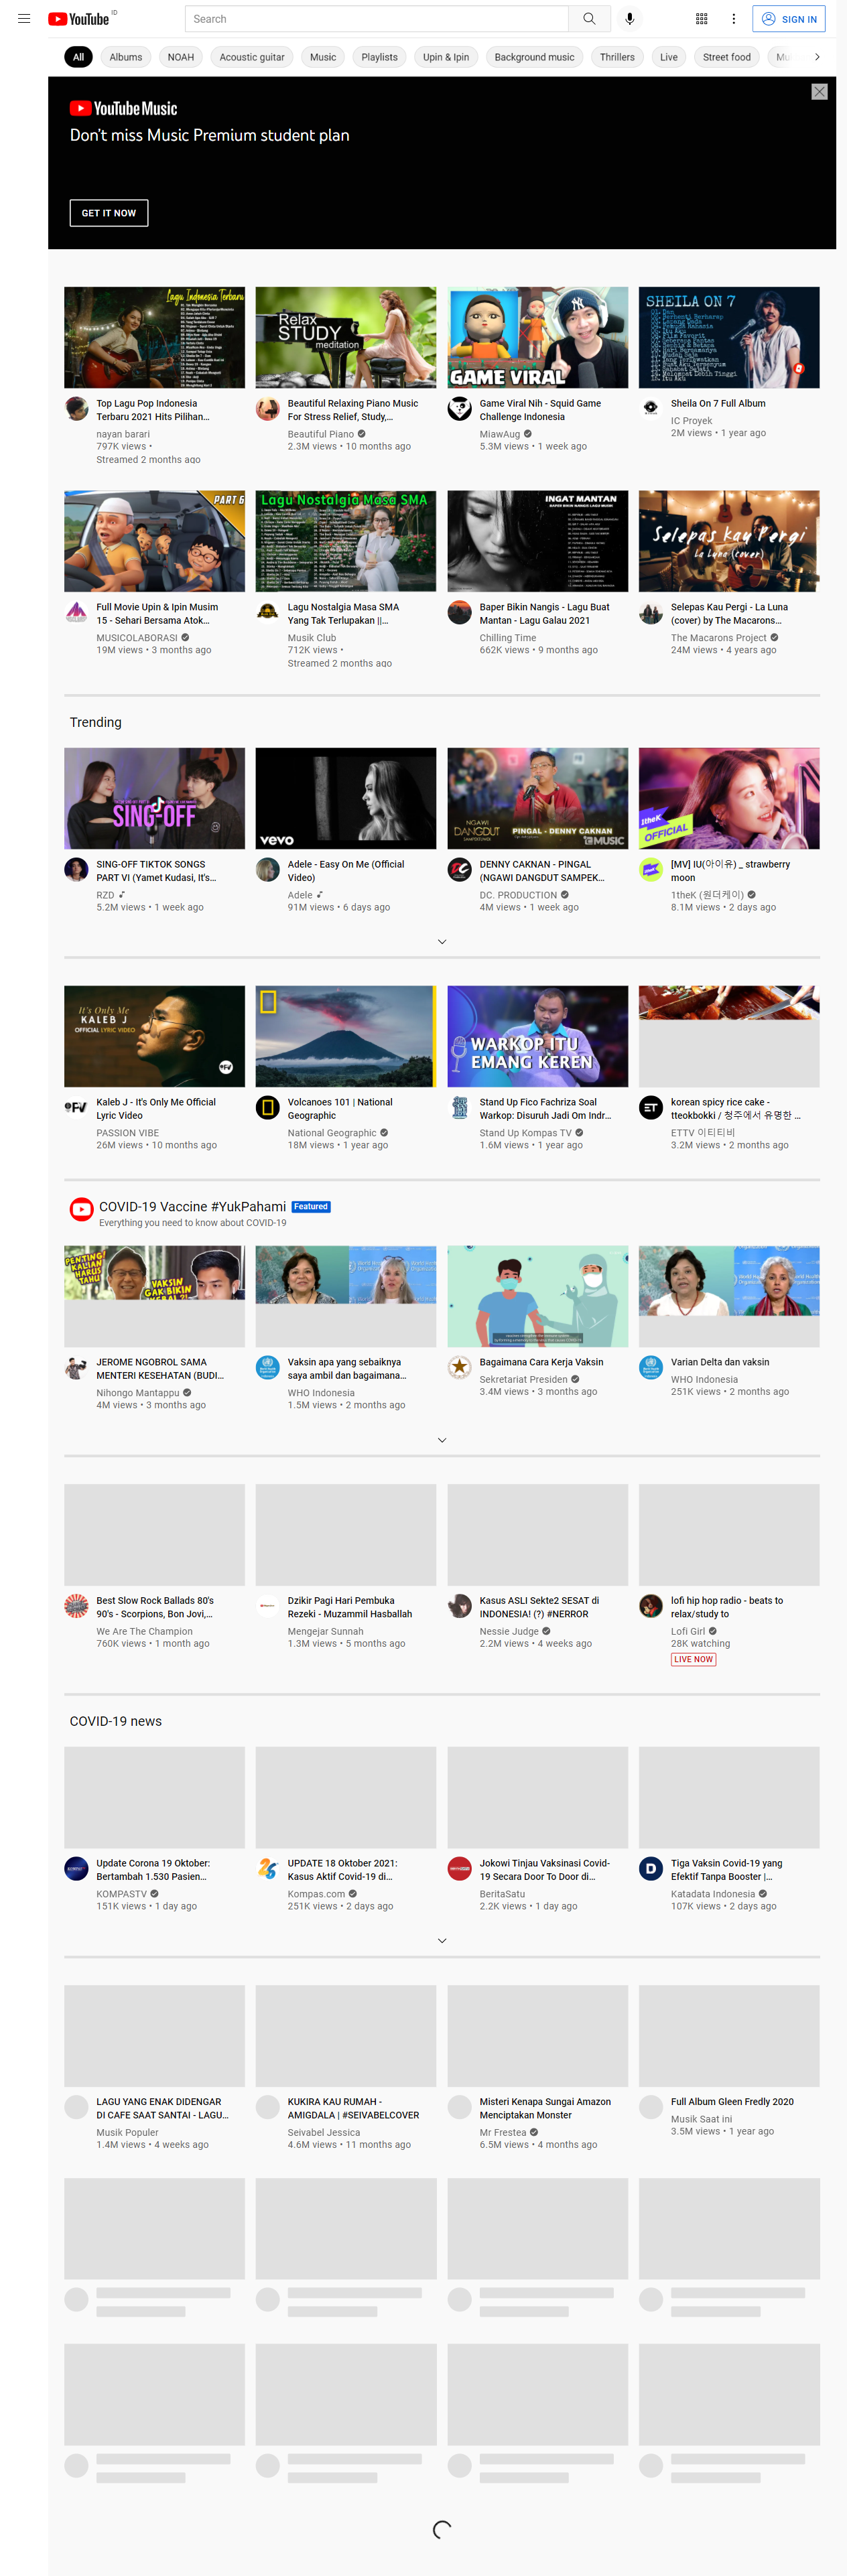 YouTube ID
Search
SIGN IN
All
Albums
NOAH
Acoustic guitar
Music
Playlists
Upin & Ipin
Background music
Thrillers
Live
Street food
YouTube Music
Don't miss Music Premium student plan
GET IT NOW
Lagu Indonesia Terbaru
Relax
STUDY
meditation
GAME VIRAL
SHEILA ON 7
Top Lagu Pop Indonesia
Terbaru 2021 Hits Pilihan...
nayan barari
797K views •
Streamed 2 months ago
Beautiful Relaxing Piano Music
For Stress Relief, Study,...
Beautiful Piano
2.3M views • 10 months ago
Game Viral Nih - Squid Game
Challenge Indonesia
MiawAug
5.3M views • 1 week ago
Sheila On 7 Full Album
IC Proyek
2M views • 1 year ago
PART 6
Lagu Nostalgia Masa SMA
INGAT MANTAN
Selepas Kau Pergi
La Luna (cover)
Full Movie Upin & Ipin Musim
15 - Sehari Bersama Atok...
MUSICOLABORASI
19M views • 3 months ago
Lagu Nostalgia Masa SMA
Yang Tak Terlupakan ||...
Musik Club
712K views •
Streamed 2 months ago
Baper Bikin Nangis - Lagu Buat
Mantan - Lagu Galau 2021
Chilling Time
662K views • 9 months ago
Selepas Kau Pergi - La Luna
(cover) by The Macarons...
The Macarons Project
24M views • 4 years ago
Trending
SING-OFF
vevo
NGAWI
DANGDUT
PINGAL - DENNY CAKNAN
MUSIC
1theK
OFFICIAL
SING-OFF TIKTOK SONGS
PART VI (Yamet Kudasi, It's...
RZD
5.2M views • 1 week ago
Adele - Easy On Me (Official
Video)
Adele
91M views • 6 days ago
DENNY CAKNAN - PINGAL
(NGAWI DANGDUT SAMPEK...
DC. PRODUCTION
4M views • 1 week ago
[MV] IU(아이유) _ strawberry
moon
1theK (원더케이)
8.1M views • 2 days ago
It's Only Me
KALEB J
OFFICIAL LYRIC VIDEO
WARKOP ITU
EMANG KEREN
Kaleb J - It's Only Me Official
Lyric Video
PASSION VIBE
26M views • 10 months ago
Volcanoes 101 | National
Geographic
National Geographic
18M views • 1 year ago
Stand Up Fico Fachriza Soal
Warkop: Disuruh Jadi Om Indr...
Stand Up Kompas TV
1.6M views • 1 year ago
ET
korean spicy rice cake -
tteokbokki / 청주에서 유명한 ...
ETTV 이티티비
3.2M views • 2 months ago
COVID-19 Vaccine #YukPahami
Featured
Everything you need to know about COVID-19
PENTING!
KALIAN
HARUS
TAHU
VAKSIN
GAK BIKIN
KEBAL ?!
JEROME NGOBROL SAMA
MENTERI KESEHATAN (BUDI...
Nihongo Mantappu
4M views • 3 months ago
Vaksin apa yang sebaiknya
saya ambil dan bagaimana...
WHO Indonesia
1.5M views • 2 months ago
Bagaimana Cara Kerja Vaksin
Sekretariat Presiden
3.4M views • 3 months ago
Varian Delta dan vaksin
WHO Indonesia
251K views • 2 months ago
Best Slow Rock Ballads 80's
90's - Scorpions, Bon Jovi,...
We Are The Champion
760K views • 1 month ago
Dzikir Pagi Hari Pembuka
Rezeki - Muzammil Hasballah
Mengejar Sunnah
1.3M views • 5 months ago
Kasus ASLI Sekte2 SESAT di
INDONESIA! (?) #NERROR
Nessie Judge
2.2M views • 4 weeks ago
lofi hip hop radio - beats to
relax/study to
Lofi Girl
28K watching
LIVE NOW
COVID-19 news
Update Corona 19 Oktober:
Bertambah 1.530 Pasien...
KOMPASTV
151K views • 1 day ago
UPDATE 18 Oktober 2021:
Kasus Aktif Covid-19 di...
Kompas.com
251K views • 2 days ago
Jokowi Tinjau Vaksinasi Covid-
19 Secara Door To Door di...
BeritaSatu
2.2K views • 1 day ago
D
Tiga Vaksin Covid-19 yang
Efektif Tanpa Booster |...
Katadata Indonesia
107K views • 2 days ago
LAGU YANG ENAK DIDENGAR
DI CAFE SAAT SANTAI - LAGU...
Musik Populer
1.4M views • 4 weeks ago
KUKIRA KAU RUMAH -
AMIGDALA | #SEIVABELCOVER
Seivabel Jessica
4.6M views • 11 months ago
Misteri Kenapa Sungai Amazon
Menciptakan Monster
Mr Frestea
6.5M views • 4 months ago
Full Album Gleen Fredly 2020
Musik Saat ini
3.5M views • 1 year ago